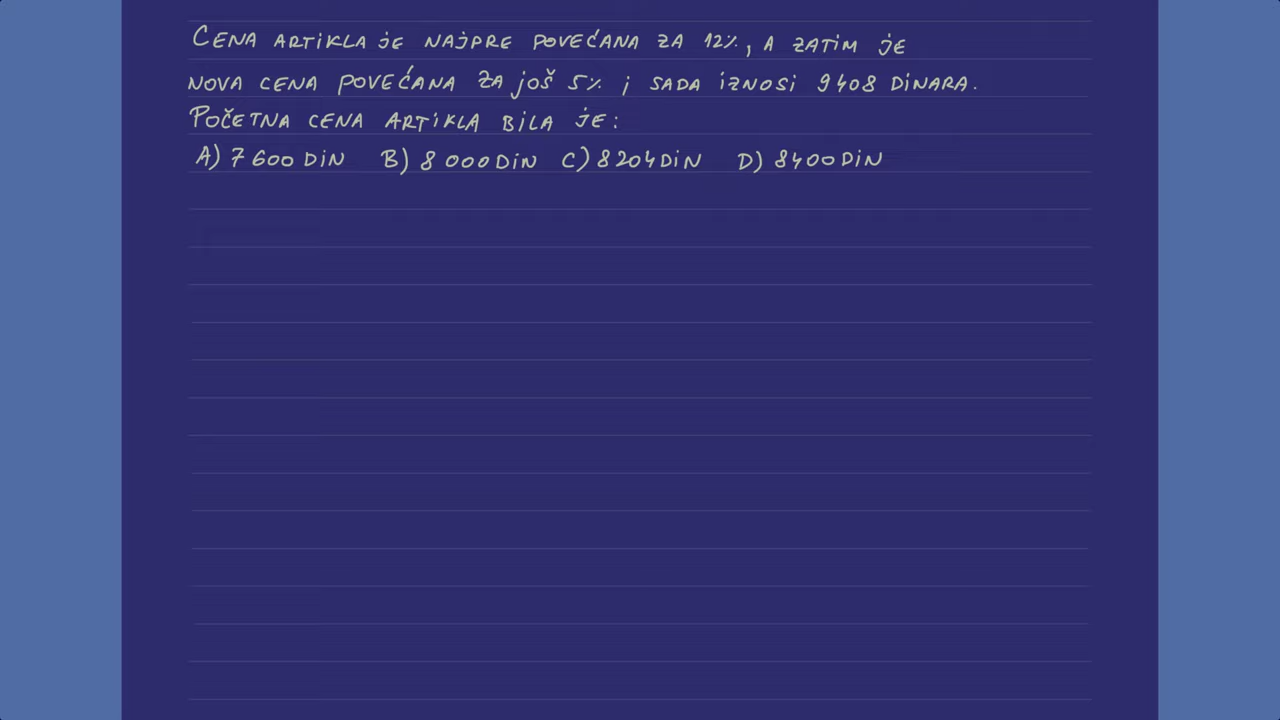 CENA ARTIKLA JE NAJPRE POVEĆANA ZA 12%, A ZATIM JE
NOVA CENA POVEĆANA ZA JOŠ 5% I SADA IZNOSI 9408 DINARA.
POČETNA CENA ARTIKLA BILA JE:
A) 7600 DIN B) 8000 DIN C) 8204 DIN D) 8400 DIN